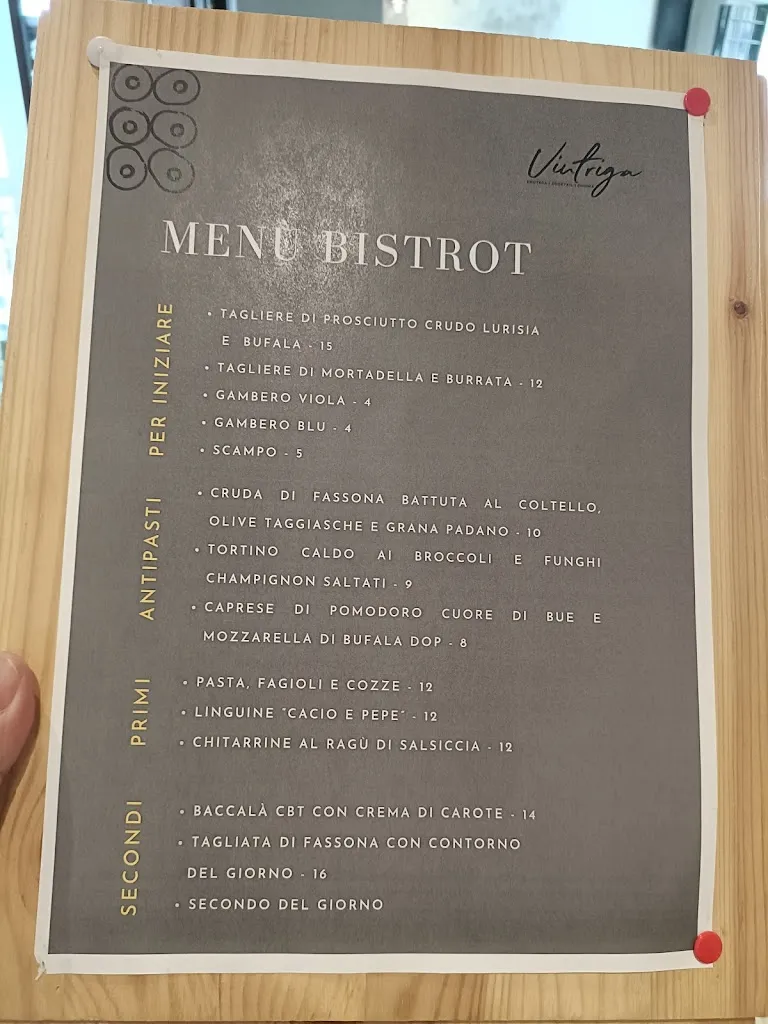 Vintriga
MENÙ BISTROT
PER INIZIARE
• TAGLIERE DI PROSCIUTTO CRUDO LURISIA
E BUFALA - 15
• TAGLIERE DI MORTADELLA E BURRATA - 12
• GAMBERO VIOLA - 4
• GAMBERO BLU - 4
• SCAMPO - 5
ANTIPASTI
• CRUDA DI FASSONA BATTUTA AL COLTELLO,
OLIVE TAGGIASCHE E GRANA PADANO - 10
• TORTINO CALDO AI BROCCOLI E FUNGHI
CHAMPIGNON SALTATI - 9
• CAPRESE DI POMODORO CUORE DI BUE E
MOZZARELLA DI BUFALA DOP - 8
PRIMI
• PASTA, FAGIOLI E COZZE - 12
• LINGUINE "CACIO E PEPE" - 12
• CHITARRINE AL RAGÙ DI SALSICCIA - 12
SECONDI
• BACCALÀ CBT CON CREMA DI CAROTE - 14
• TAGLIATA DI FASSONA CON CONTORNO
DEL GIORNO - 16
• SECONDO DEL GIORNO